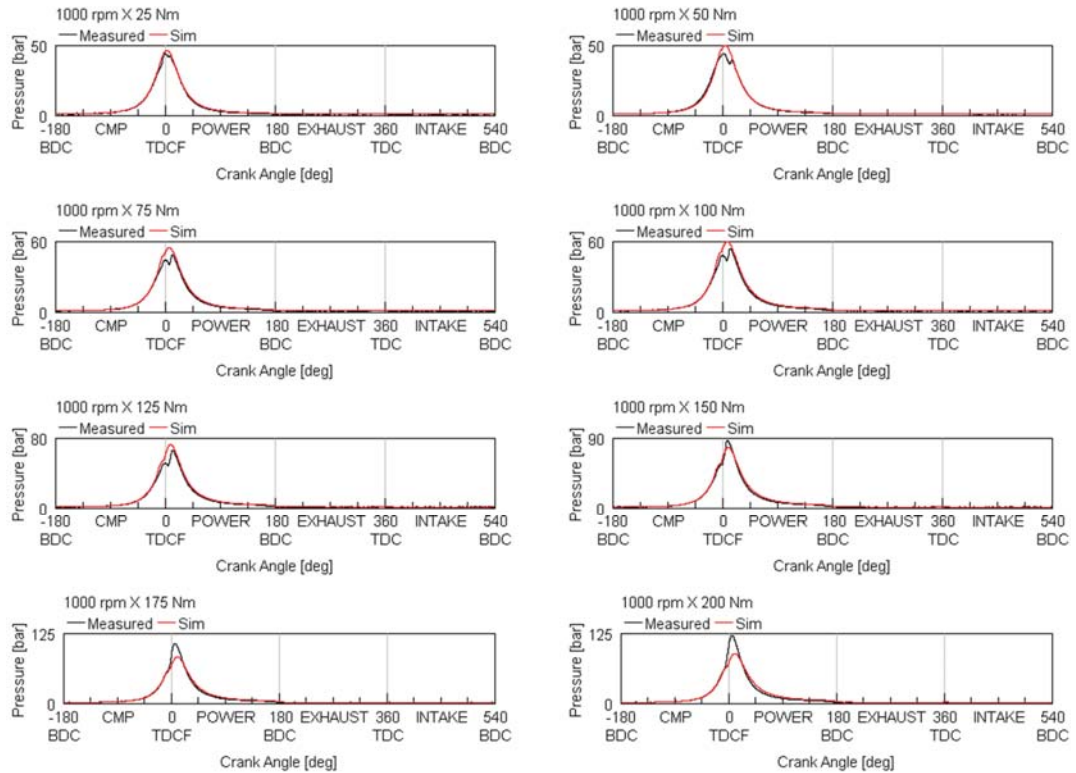 1000 rpm X 25 Nm
Measured Sim
Pressure [bar]
50
0
-180 CMP 0 POWER 180 EXHAUST 360 INTAKE 540
BDC TDCF BDC TDC BDC
Crank Angle [deg]
1000 rpm X 50 Nm
Measured Sim
Pressure [bar]
50
0
-180 CMP 0 POWER 180 EXHAUST 360 INTAKE 540
BDC TDCF BDC TDC BDC
Crank Angle [deg]
1000 rpm X 75 Nm
Measured Sim
Pressure [bar]
60
0
-180 CMP 0 POWER 180 EXHAUST 360 INTAKE 540
BDC TDCF BDC TDC BDC
Crank Angle [deg]
1000 rpm X 100 Nm
Measured Sim
Pressure [bar]
60
0
-180 CMP 0 POWER 180 EXHAUST 360 INTAKE 540
BDC TDCF BDC TDC BDC
Crank Angle [deg]
1000 rpm X 125 Nm
Measured Sim
Pressure [bar]
80
0
-180 CMP 0 POWER 180 EXHAUST 360 INTAKE 540
BDC TDCF BDC TDC BDC
Crank Angle [deg]
1000 rpm X 150 Nm
Measured Sim
Pressure [bar]
90
0
-180 CMP 0 POWER 180 EXHAUST 360 INTAKE 540
BDC TDCF BDC TDC BDC
Crank Angle [deg]
1000 rpm X 175 Nm
Measured Sim
Pressure [bar]
125
0
-180 CMP 0 POWER 180 EXHAUST 360 INTAKE 540
BDC TDCF BDC TDC BDC
Crank Angle [deg]
1000 rpm X 200 Nm
Measured Sim
Pressure [bar]
125
0
-180 CMP 0 POWER 180 EXHAUST 360 INTAKE 540
BDC TDCF BDC TDC BDC
Crank Angle [deg]